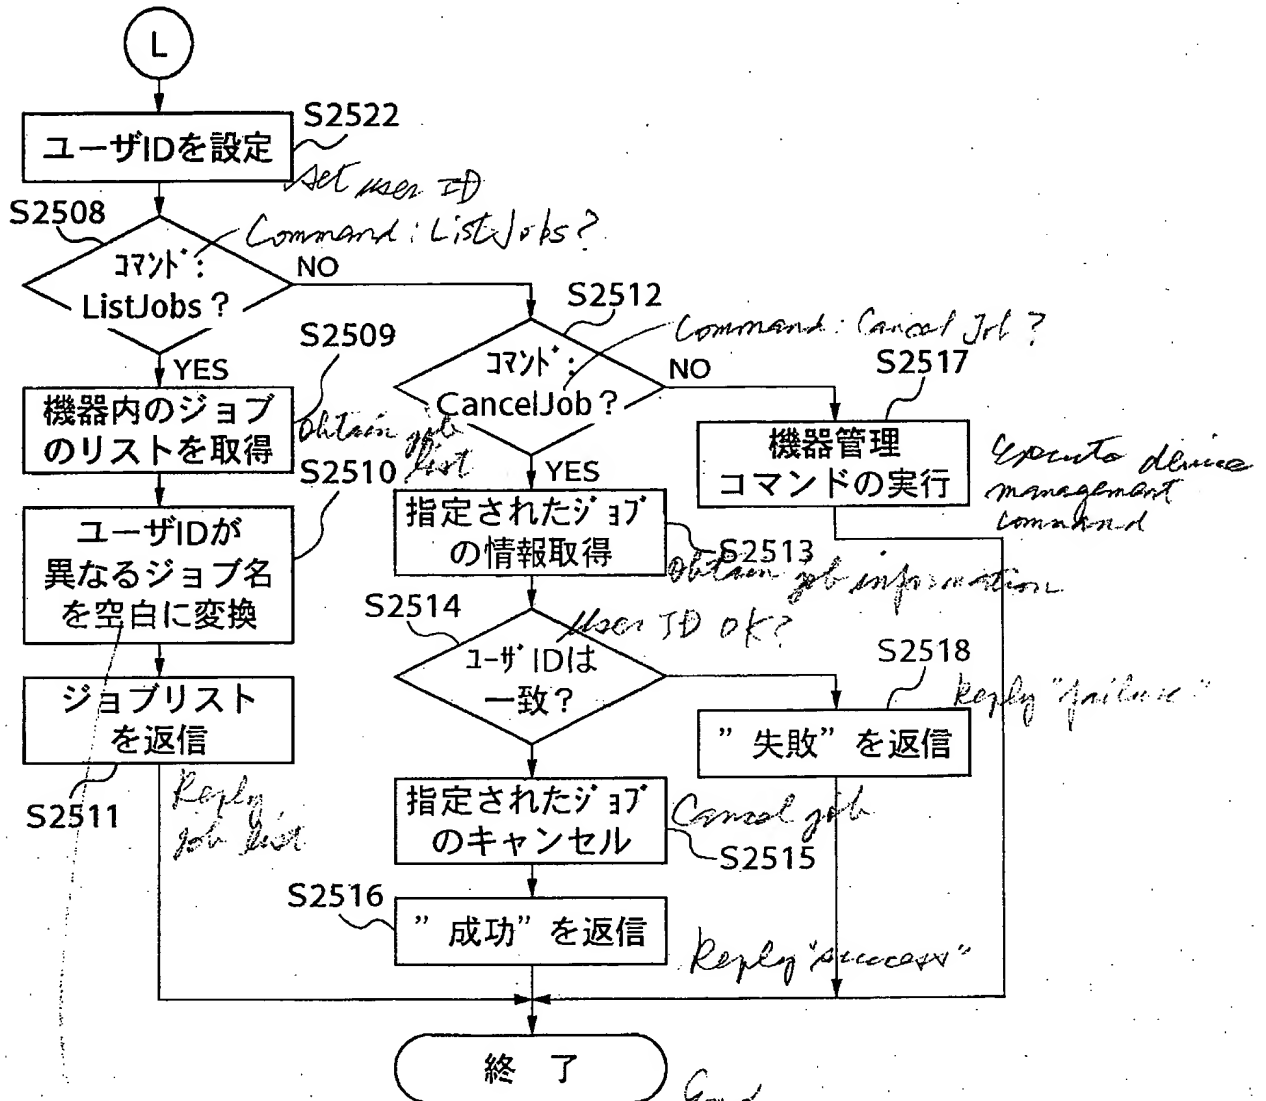 L
S2522
ユーザIDを設定
Set user ID
S2508
Command: ListJobs?
コマンド:
ListJobs?
NO
YES
S2512
Command: Cancel Job?
コマンド:
CancelJob?
NO
YES
S2509
機器内のジョブ
のリストを取得
Obtain job
list
S2517
機器管理
コマンドの実行
Execute device
management
command
S2510
ユーザIDが
異なるジョブ名
を空白に変換
指定されたジョブ
の情報取得
S2513
Obtain job information
S2514
User ID OK?
ユーザIDは
一致?
S2518
Reply "failure"
"失敗"を返信
ジョブリスト
を返信
S2511
Reply
job list
指定されたジョブ
のキャンセル
Cancel job
S2515
S2516
"成功"を返信
Reply "success"
終 了
End